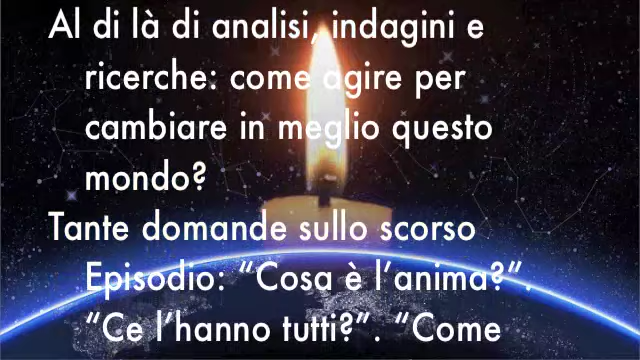 Al di là di analisi, indagini e
ricerche: come agire per
cambiare in meglio questo
mondo?
Tante domande sullo scorso
Episodio: “Cosa è l’anima?”.
“Ce l’hanno tutti?”. “Come